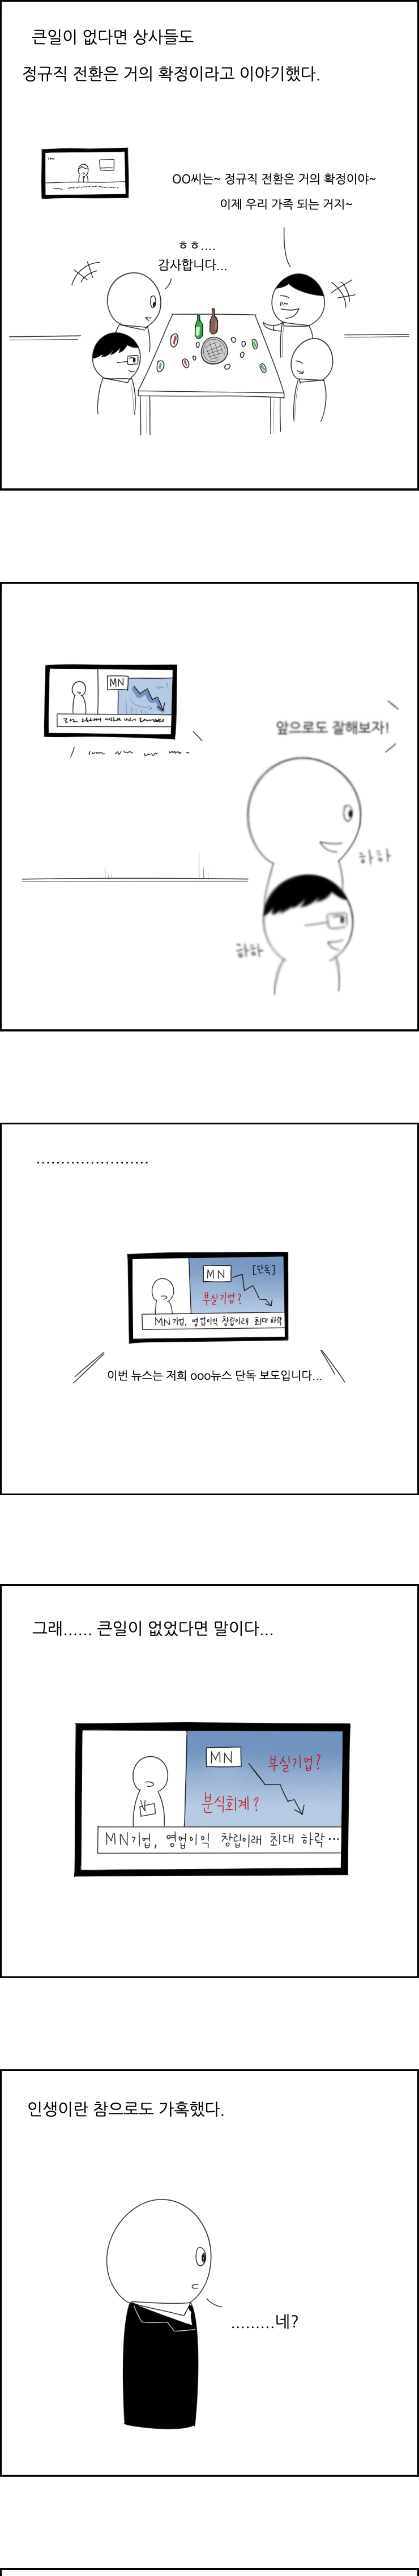 큰일이 없다면 상사들도
정규직 전환은 거의 확정이라고 이야기했다.
OO씨는~ 정규직 전환은 거의 확정이야~
이제 우리 가족 되는 거지~
ㅎㅎ....
감사합니다...
MN
앞으로도 잘해보자!
하하
하하
.......................
MN
[단독]
부실기업?
MN기업, 영업이익 창립이래 최대 하락
이번 뉴스는 저희 ooo뉴스 단독 보도입니다...
그래...... 큰일이 없었다면 말이다...
MN
부실기업?
분식회계?
MN기업, 영업이익 창립이래 최대 하락...
인생이란 참으로도 가혹했다.
.........네?